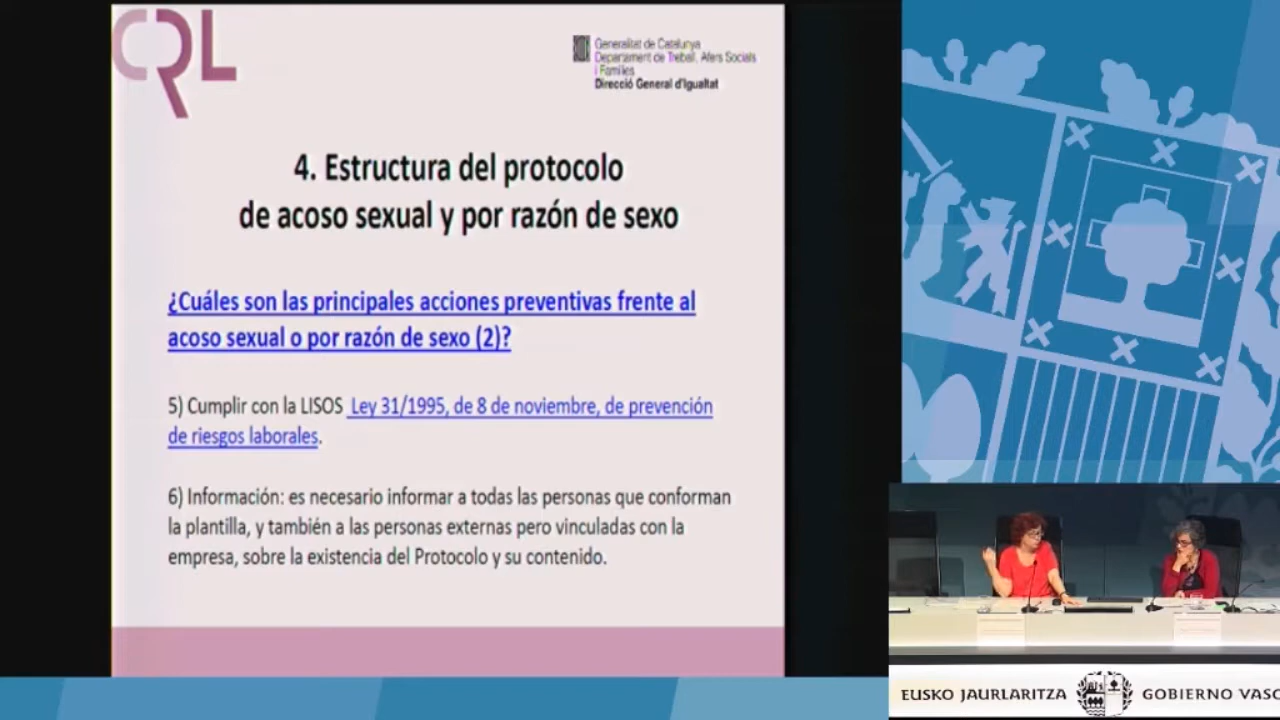 CRL
Generalitat de Catalunya
Departament de Treball, Afers Socials
i Famílies
Direcció General d'Igualtat
4. Estructura del protocolo
de acoso sexual y por razón de sexo
¿Cuáles son las principales acciones preventivas frente al
acoso sexual o por razón de sexo (2)?
5) Cumplir con la LISOS Ley 31/1995, de 8 de noviembre, de prevención
de riesgos laborales.
6) Información: es necesario informar a todas las personas que conforman
la plantilla, y también a las personas externas pero vinculadas con la
empresa, sobre la existencia del Protocolo y su contenido.
EUSKO JAURLARITZA GOBIERNO VASC